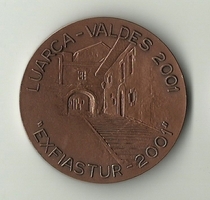 LUARCA - VALDES 2001
"EXFIASTUR - 2001"